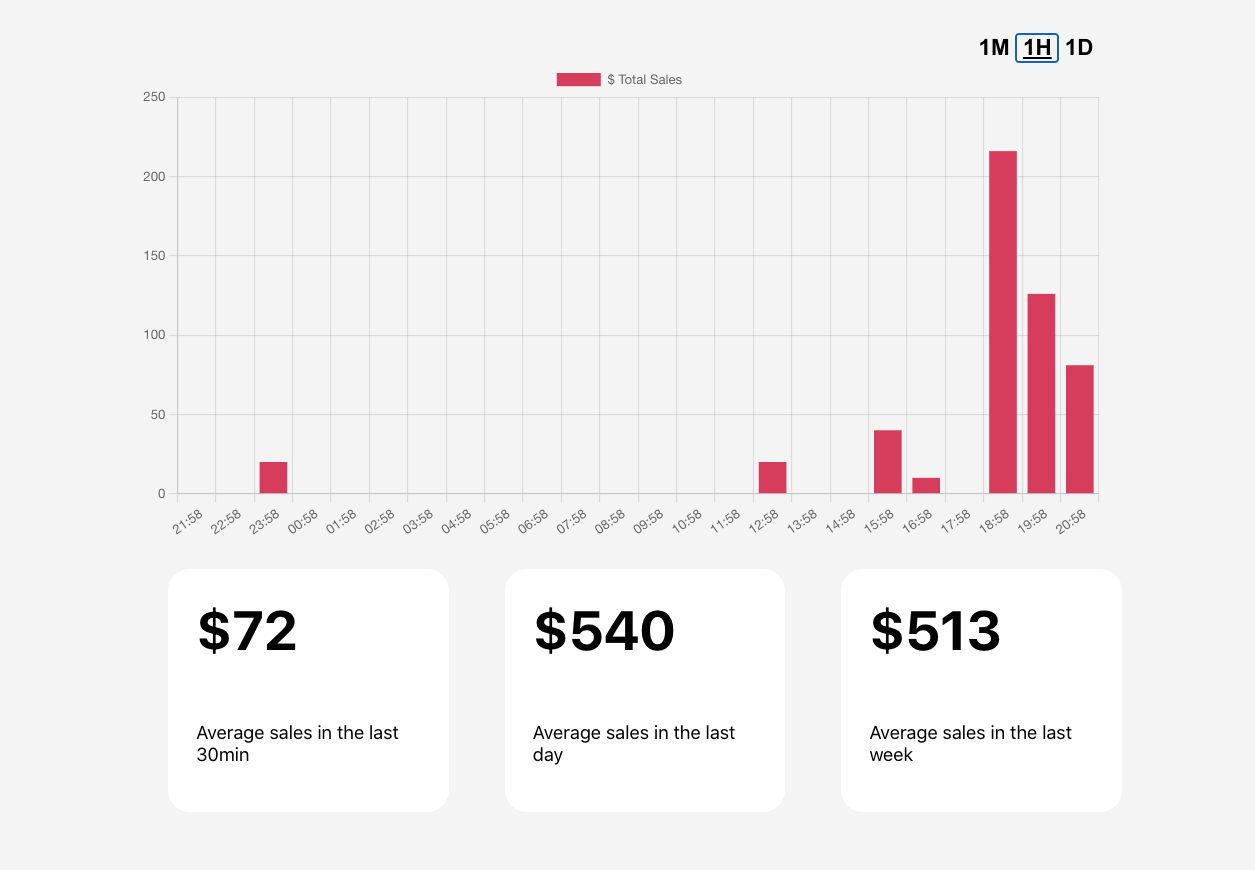 1M 1H 1D
$ Total Sales
250
200
150
100
50
0
21:58 22:58 23:58 00:58 01:58 02:58 03:58 04:58 05:58 06:58 07:58 08:58 09:58 10:58 11:58 12:58 13:58 14:58 15:58 16:58 17:58 18:58 19:58 20:58
$72
Average sales in the last
30min
$540
Average sales in the last
day
$513
Average sales in the last
week